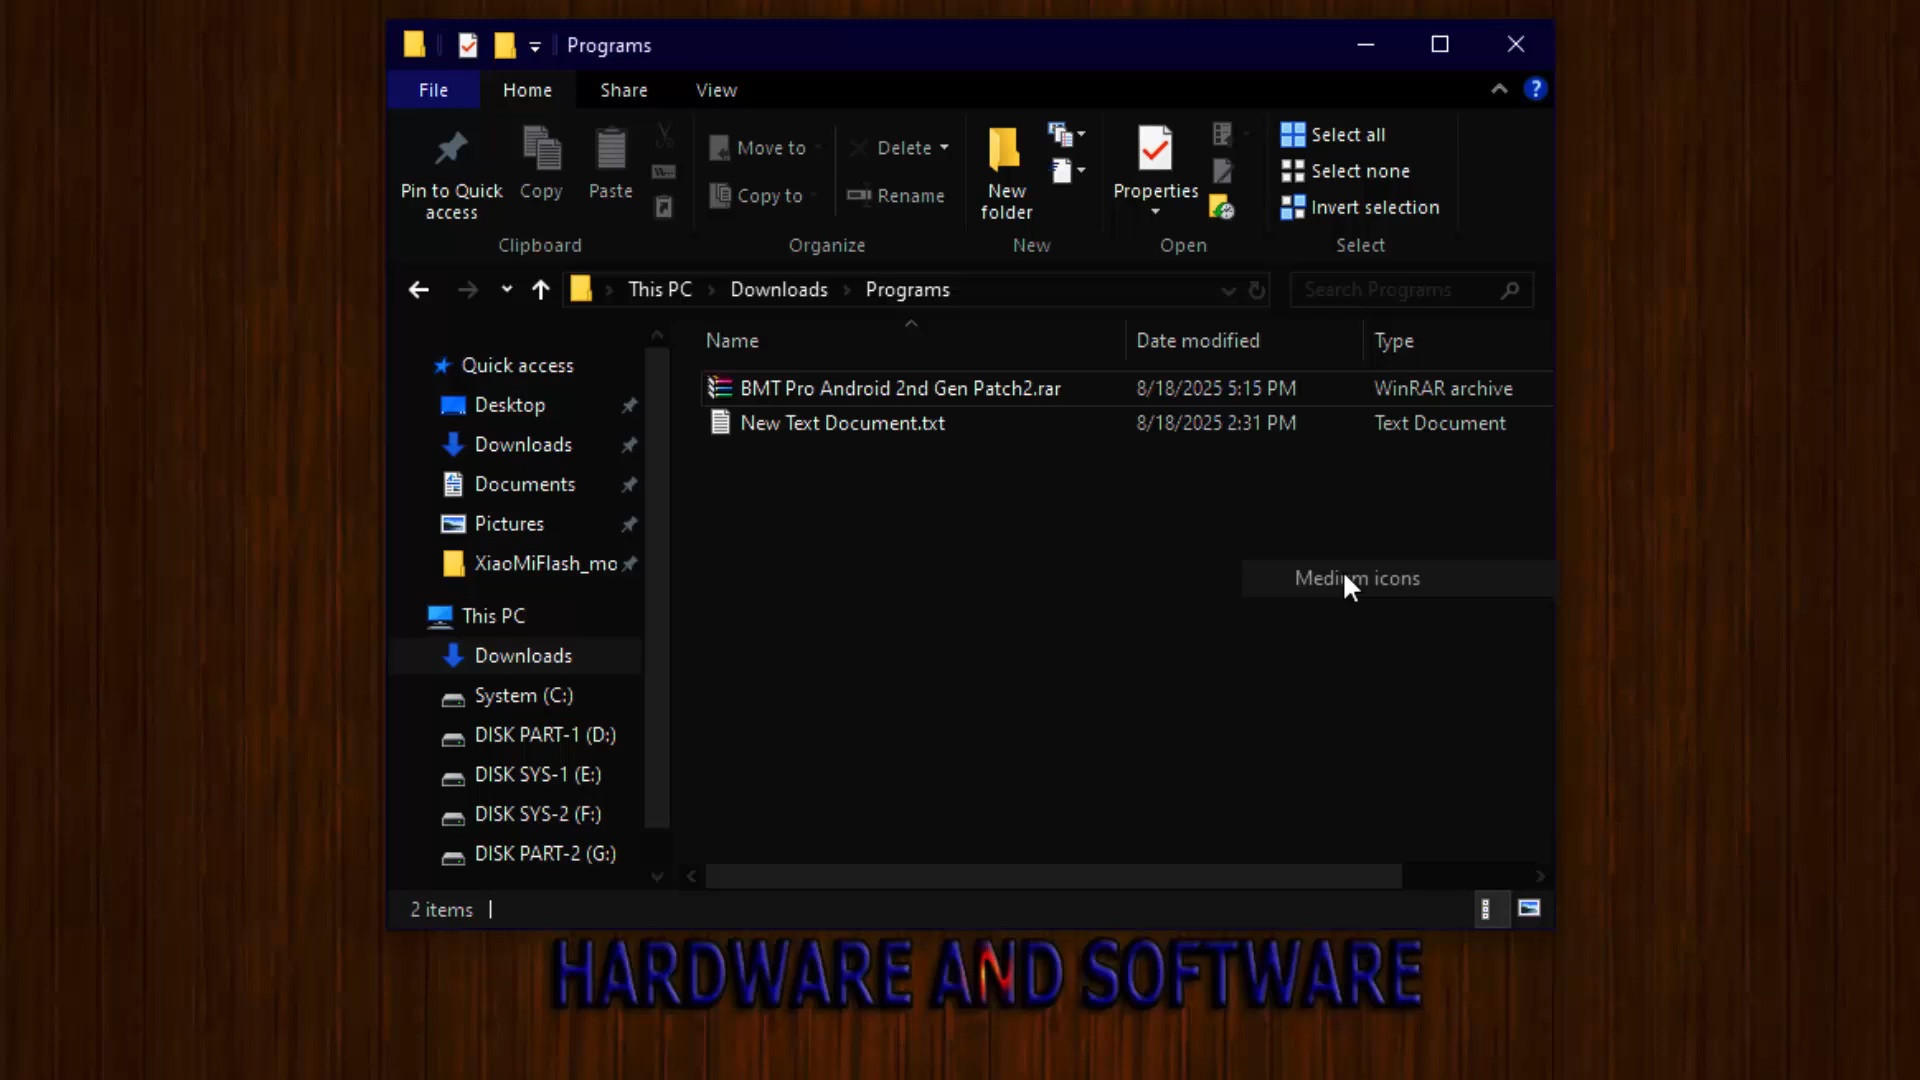 Programs
File Home Share View
Pin to Quick access
Copy
Paste
Move to
Copy to
Delete
Rename
New folder
Properties
Select all
Select none
Invert selection
Clipboard Organize New Open Select
This PC Downloads Programs
Search Programs
Name Date modified Type
BMT Pro Android 2nd Gen Patch2.rar 8/18/2025 5:15 PM WinRAR archive
New Text Document.txt 8/18/2025 2:31 PM Text Document
Quick access
Desktop
Downloads
Documents
Pictures
XiaoMiFlash_mo
This PC
Downloads
System (C:)
DISK PART-1 (D:)
DISK SYS-1 (E:)
DISK SYS-2 (F:)
DISK PART-2 (G:)
Medium icons
2 items
HARDWARE AND SOFTWARE